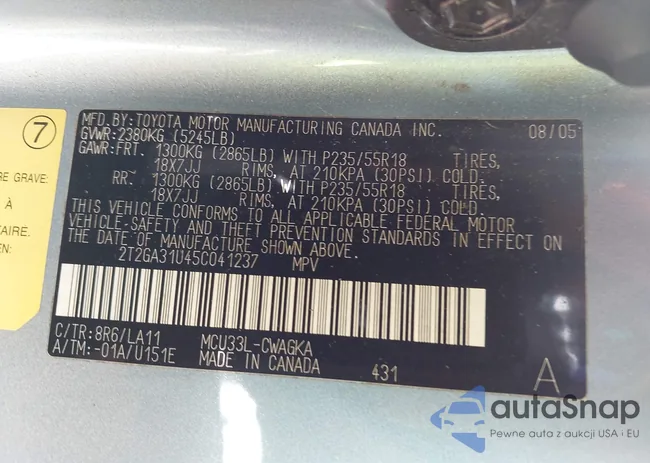 7
E GRAVE:
À
AIRE.
NS
MFD.BY:TOYOTA MOTOR MANUFACTURING CANADA INC. 08/05
GVWR:2380KG (5245LB)
GAWR:FRT. 1300KG (2865LB) WITH P235/55R18 TIRES,
18X7JJ RIMS, AT 210KPA (30PSI) COLD.
RR. 1300KG (2865LB) WITH P235/55R18 TIRES,
18X7JJ RIMS, AT 210KPA (30PSI) COLD.
THIS VEHICLE CONFORMS TO ALL APPLICABLE FEDERAL MOTOR
VEHICLE-SAFETY AND THEFT PREVENTION STANDARDS IN EFFECT ON
THE DATE OF MANUFACTURE SHOWN ABOVE.
2T2GA31U45C041237 MPV
C/TR:8R6/LA11 MCU33L-CWAGKA
A/TM:-01A/U151E MADE IN CANADA 431 A
autaSnap
Pewne auta z aukcji USA i EU